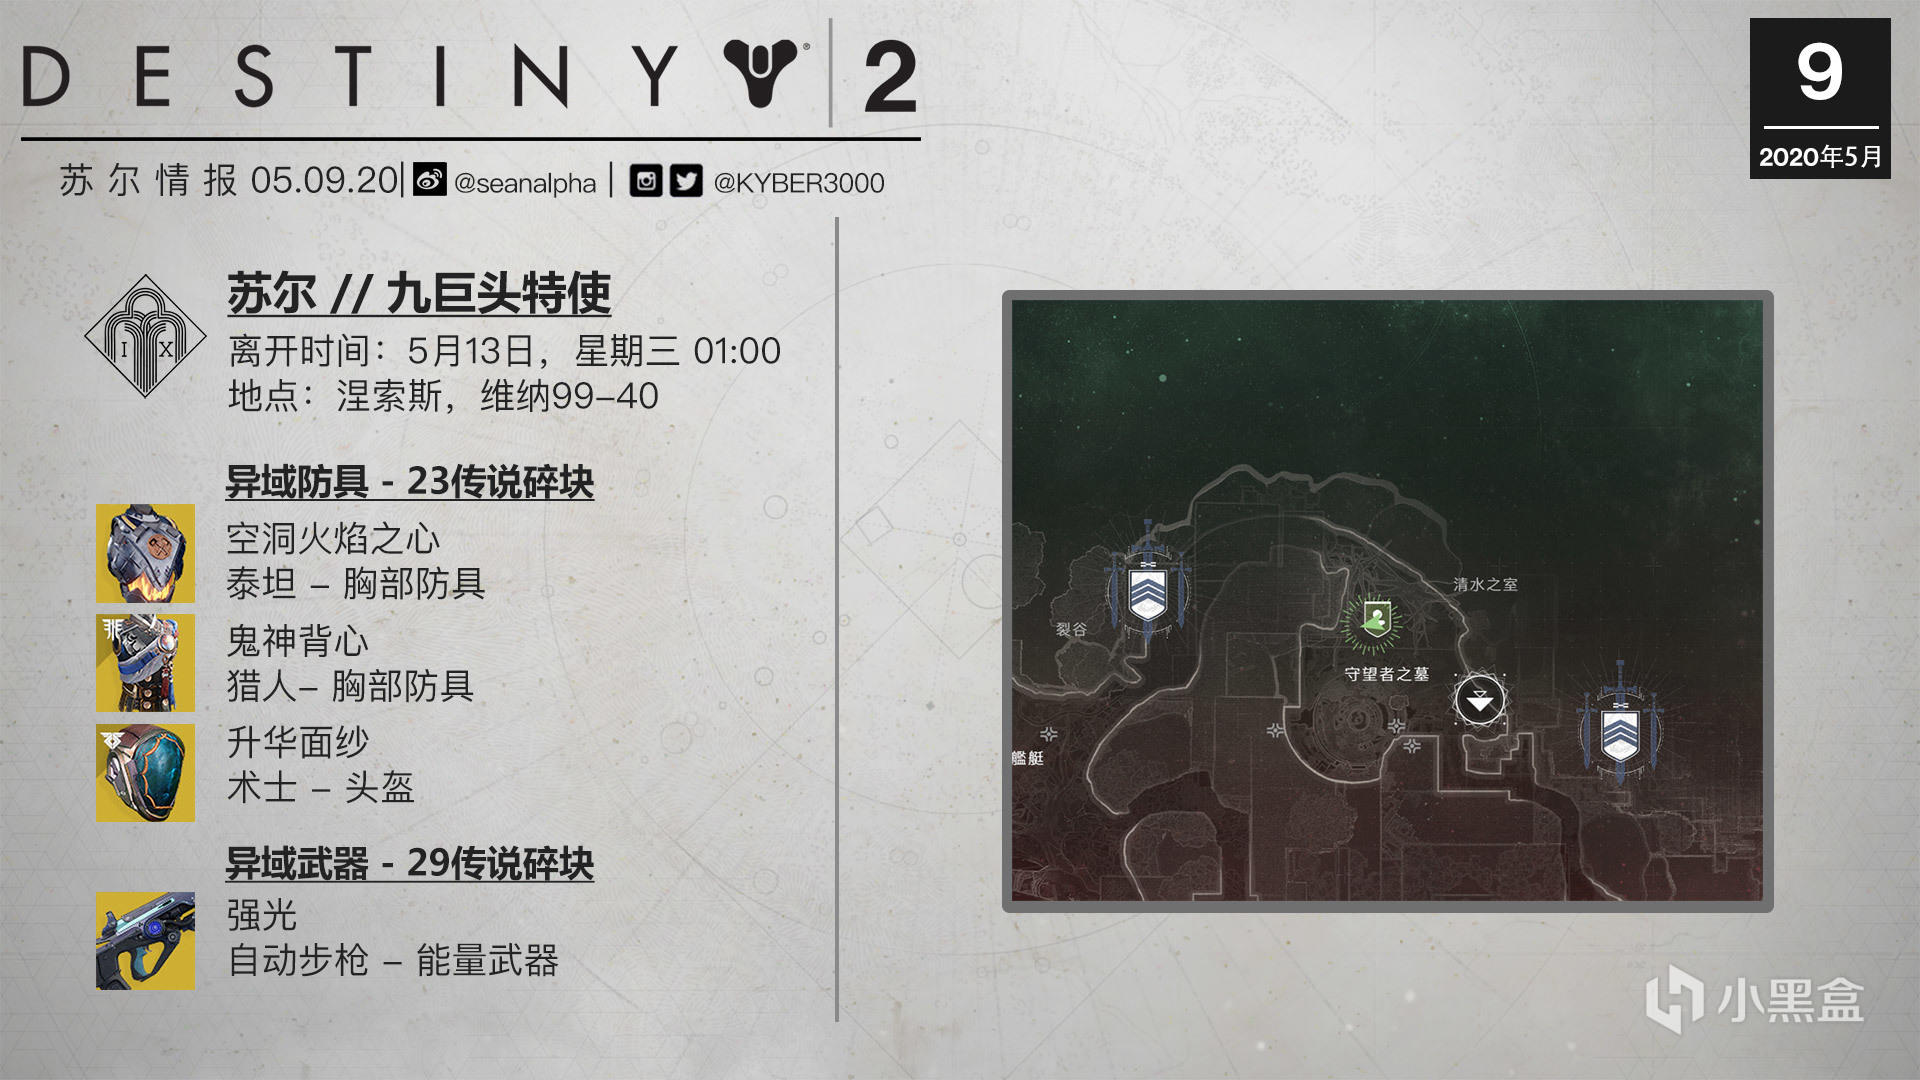 DESTINY 2
9
2020年5月
苏尔情报 05.09.20 | @seanalpha | @KYBER3000
苏尔 // 九巨头特使
离开时间：5月13日，星期三 01:00
地点：涅索斯，维纳99-40
IX
异域防具 - 23传说碎块
空洞火焰之心
泰坦 – 胸部防具
鬼神背心
猎人– 胸部防具
升华面纱
术士 – 头盔
异域武器 - 29传说碎块
强光
自动步枪 – 能量武器
清水之室
裂谷
守望者之墓
艦艇
小黑盒